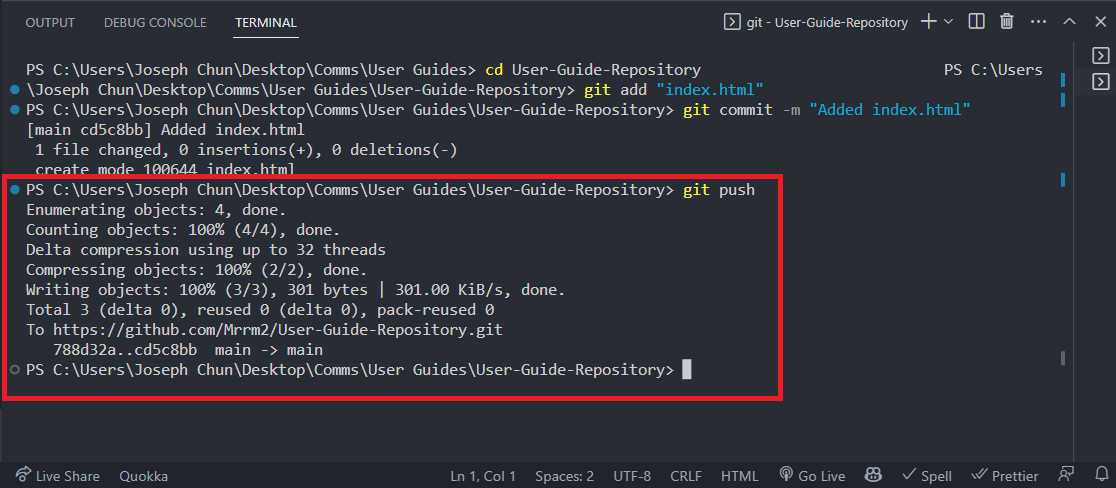 OUTPUT DEBUG CONSOLE TERMINAL git - User-Guide-Repository
PS C:\Users\Joseph Chun\Desktop\Comms\User Guides> cd User-Guide-Repository PS C:\Users
\Joseph Chun\Desktop\Comms\User Guides\User-Guide-Repository> git add "index.html"
PS C:\Users\Joseph Chun\Desktop\Comms\User Guides\User-Guide-Repository> git commit -m "Added index.html"
[main cd5c8bb] Added index.html
1 file changed, 0 insertions(+), 0 deletions(-)
create mode 100644 index.html
PS C:\Users\Joseph Chun\Desktop\Comms\User Guides\User-Guide-Repository> git push
Enumerating objects: 4, done.
Counting objects: 100% (4/4), done.
Delta compression using up to 32 threads
Compressing objects: 100% (2/2), done.
Writing objects: 100% (3/3), 301 bytes | 301.00 KiB/s, done.
Total 3 (delta 0), reused 0 (delta 0), pack-reused 0
To https://github.com/Mrrm2/User-Guide-Repository.git
788d32a..cd5c8bb main -> main
PS C:\Users\Joseph Chun\Desktop\Comms\User Guides\User-Guide-Repository>
Live Share Quokka Ln 1, Col 1 Spaces: 2 UTF-8 CRLF HTML Go Live Spell Prettier